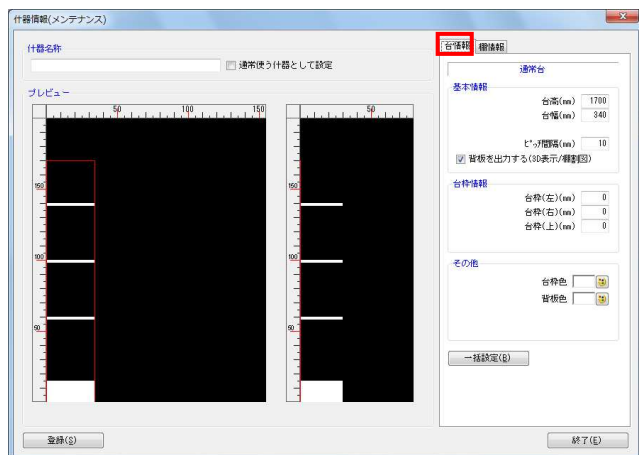 什器情報(メンテナンス)
什器名称
通常使う什器として設定
プレビュー
50 100 150
150
100
50
50
150
100
50
台情報 棚情報
通常台
基本情報
台高(mm) 1700
台幅(mm) 340
ﾋﾟｯﾁ間隔(mm) 10
背板を出力する(3D表示/棚割図)
台枠情報
台枠(左)(mm) 0
台枠(右)(mm) 0
台枠(上)(mm) 0
その他
台枠色
背板色
一括設定(B)
登録(S)
終了(E)